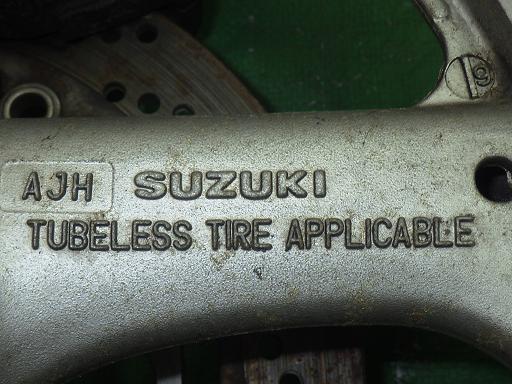 AJH SUZUKI
TUBELESS TIRE APPLICABLE